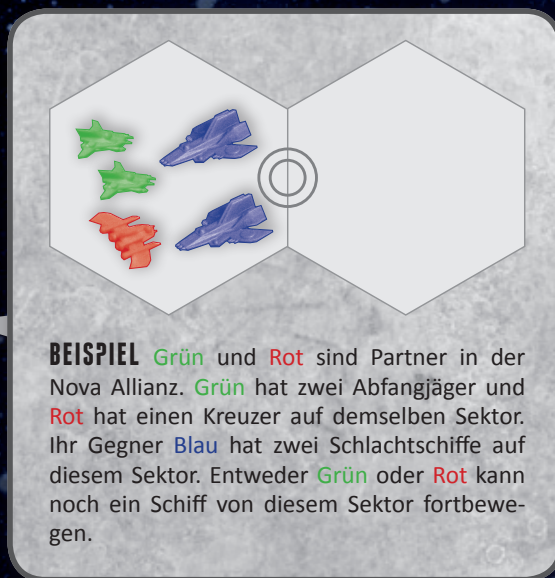 BEISPIEL Grün und Rot sind Partner in der
Nova Allianz. Grün hat zwei Abfangjäger und
Rot hat einen Kreuzer auf demselben Sektor.
Ihr Gegner Blau hat zwei Schlachtschiffe auf
diesem Sektor. Entweder Grün oder Rot kann
noch ein Schiff von diesem Sektor fortbewe-
gen.